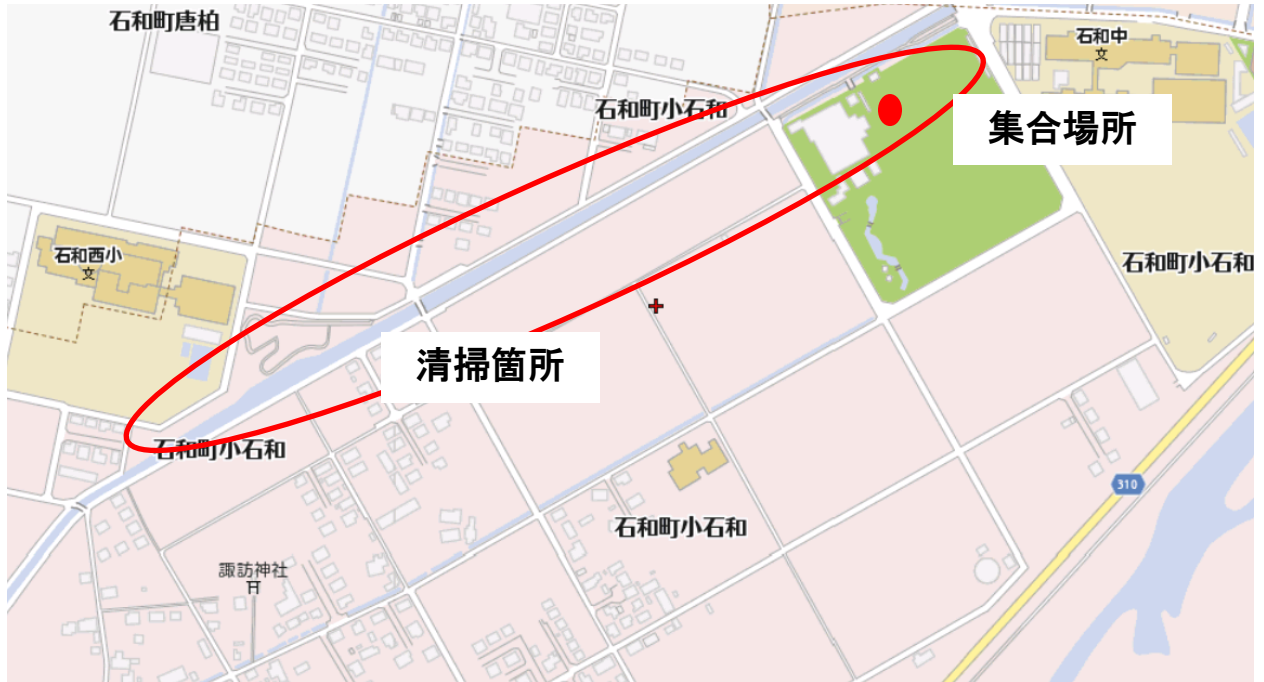 石和町唐柏
石和中
文
石和町小石和
集合場所
石和西小
文
石和町小石和
清掃箇所
石和町小石和
310
石和町小石和
諏訪神社